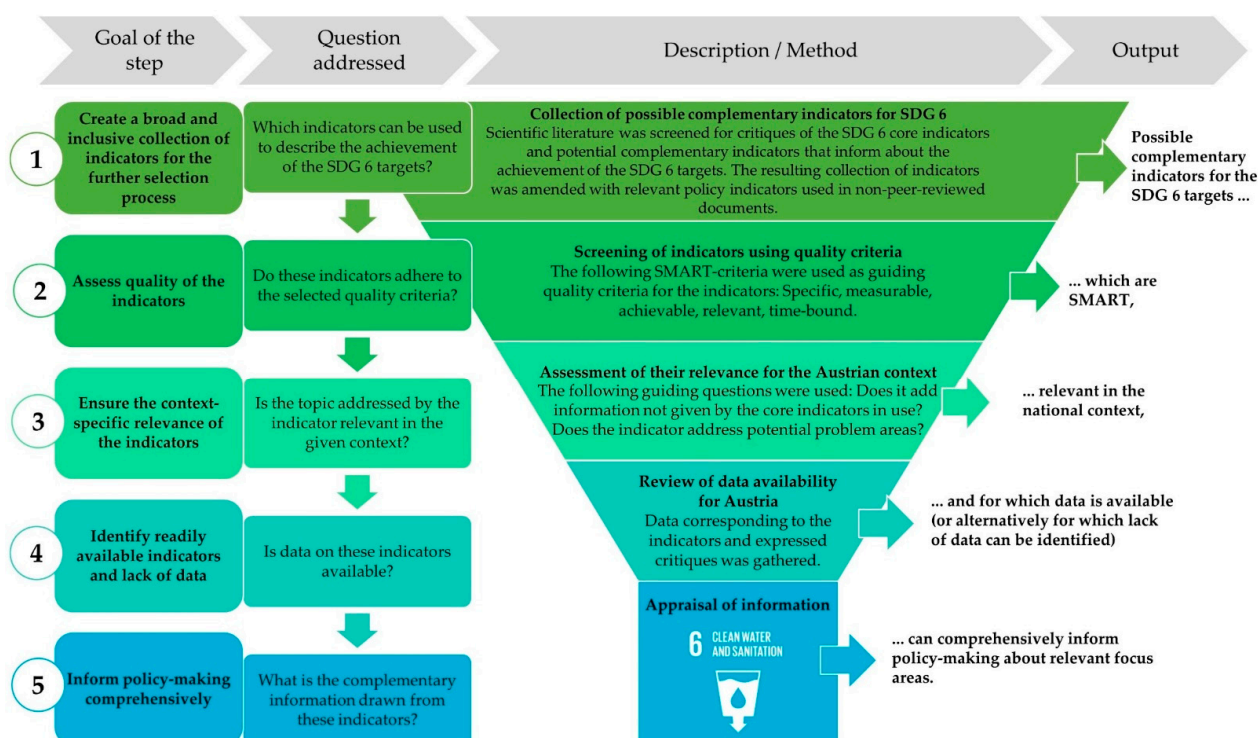 Goal of the
step
Question
addressed
Description / Method
Output
1
Create a broad and
inclusive collection of
indicators for the
further selection
process
Which indicators can be used
to describe the achievement
of the SDG 6 targets?
Collection of possible complementary indicators for SDG 6
Scientific literature was screened for critiques of the SDG 6 core indicators
and potential complementary indicators that inform about the
achievement of the SDG 6 targets. The resulting collection of indicators
was amended with relevant policy indicators used in non-peer-reviewed
documents.
Possible
complementary
indicators for the
SDG 6 targets ...
2
Assess quality of the
indicators
Do these indicators adhere to
the selected quality criteria?
Screening of indicators using quality criteria
The following SMART-criteria were used as guiding
quality criteria for the indicators: Specific, measurable,
achievable, relevant, time-bound.
... which are
SMART,
3
Ensure the context-
specific relevance of
the indicators
Is the topic addressed by the
indicator relevant in the
given context?
Assessment of their relevance for the Austrian context
The following guiding questions were used: Does it add
information not given by the core indicators in use?
Does the indicator address potential problem areas?
... relevant in the
national context,
4
Identify readily
available indicators
and lack of data
Is data on these indicators
available?
Review of data availability
for Austria
Data corresponding to the
indicators and expressed
critiques was gathered.
... and for which data is available
(or alternatively for which lack
of data can be identified)
5
Inform policy-making
comprehensively
What is the complementary
information drawn from
these indicators?
Appraisal of information
6 CLEAN WATER
AND SANITATION
... can comprehensively inform
policy-making about relevant focus
areas.